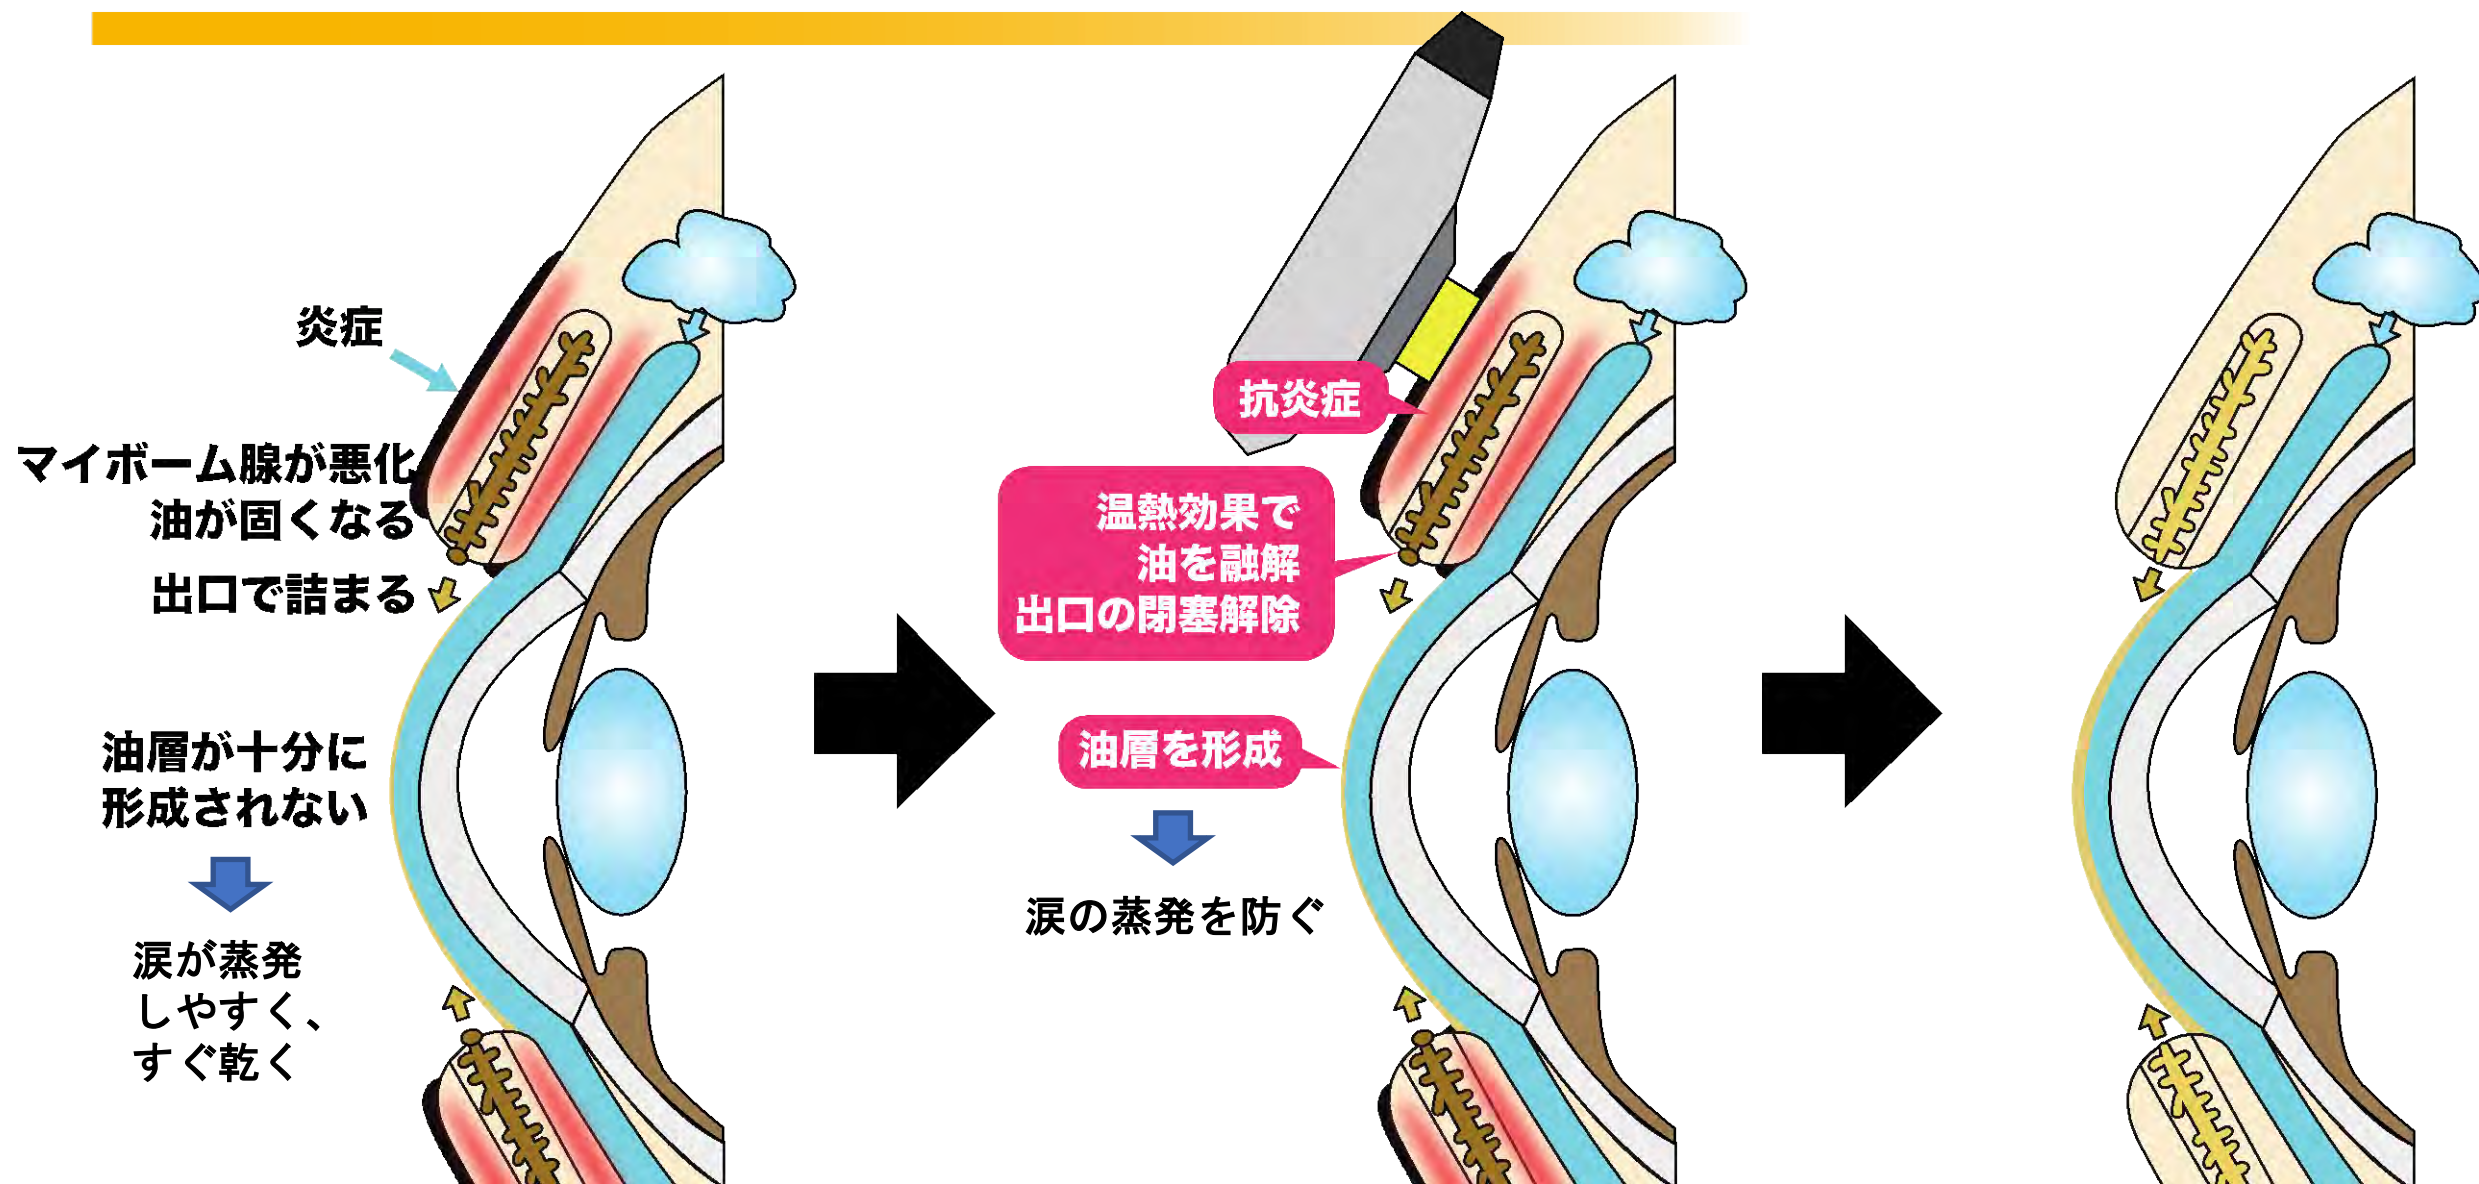 炎症
マイボーム腺が悪化
油が固くなる
出口で詰まる
油層が十分に
形成されない
涙が蒸発
しやすく、
すぐ乾く
抗炎症
温熱効果で
油を融解
出口の閉塞解除
油層を形成
涙の蒸発を防ぐ